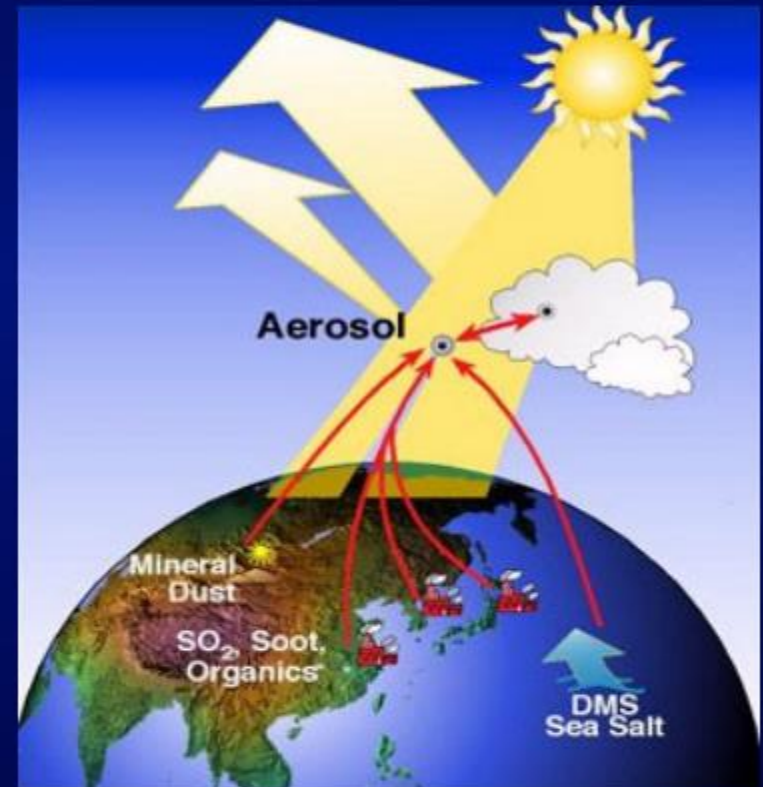 Aerosol
Mineral
Dust
SO₂, Soot,
Organics
DMS
Sea Salt